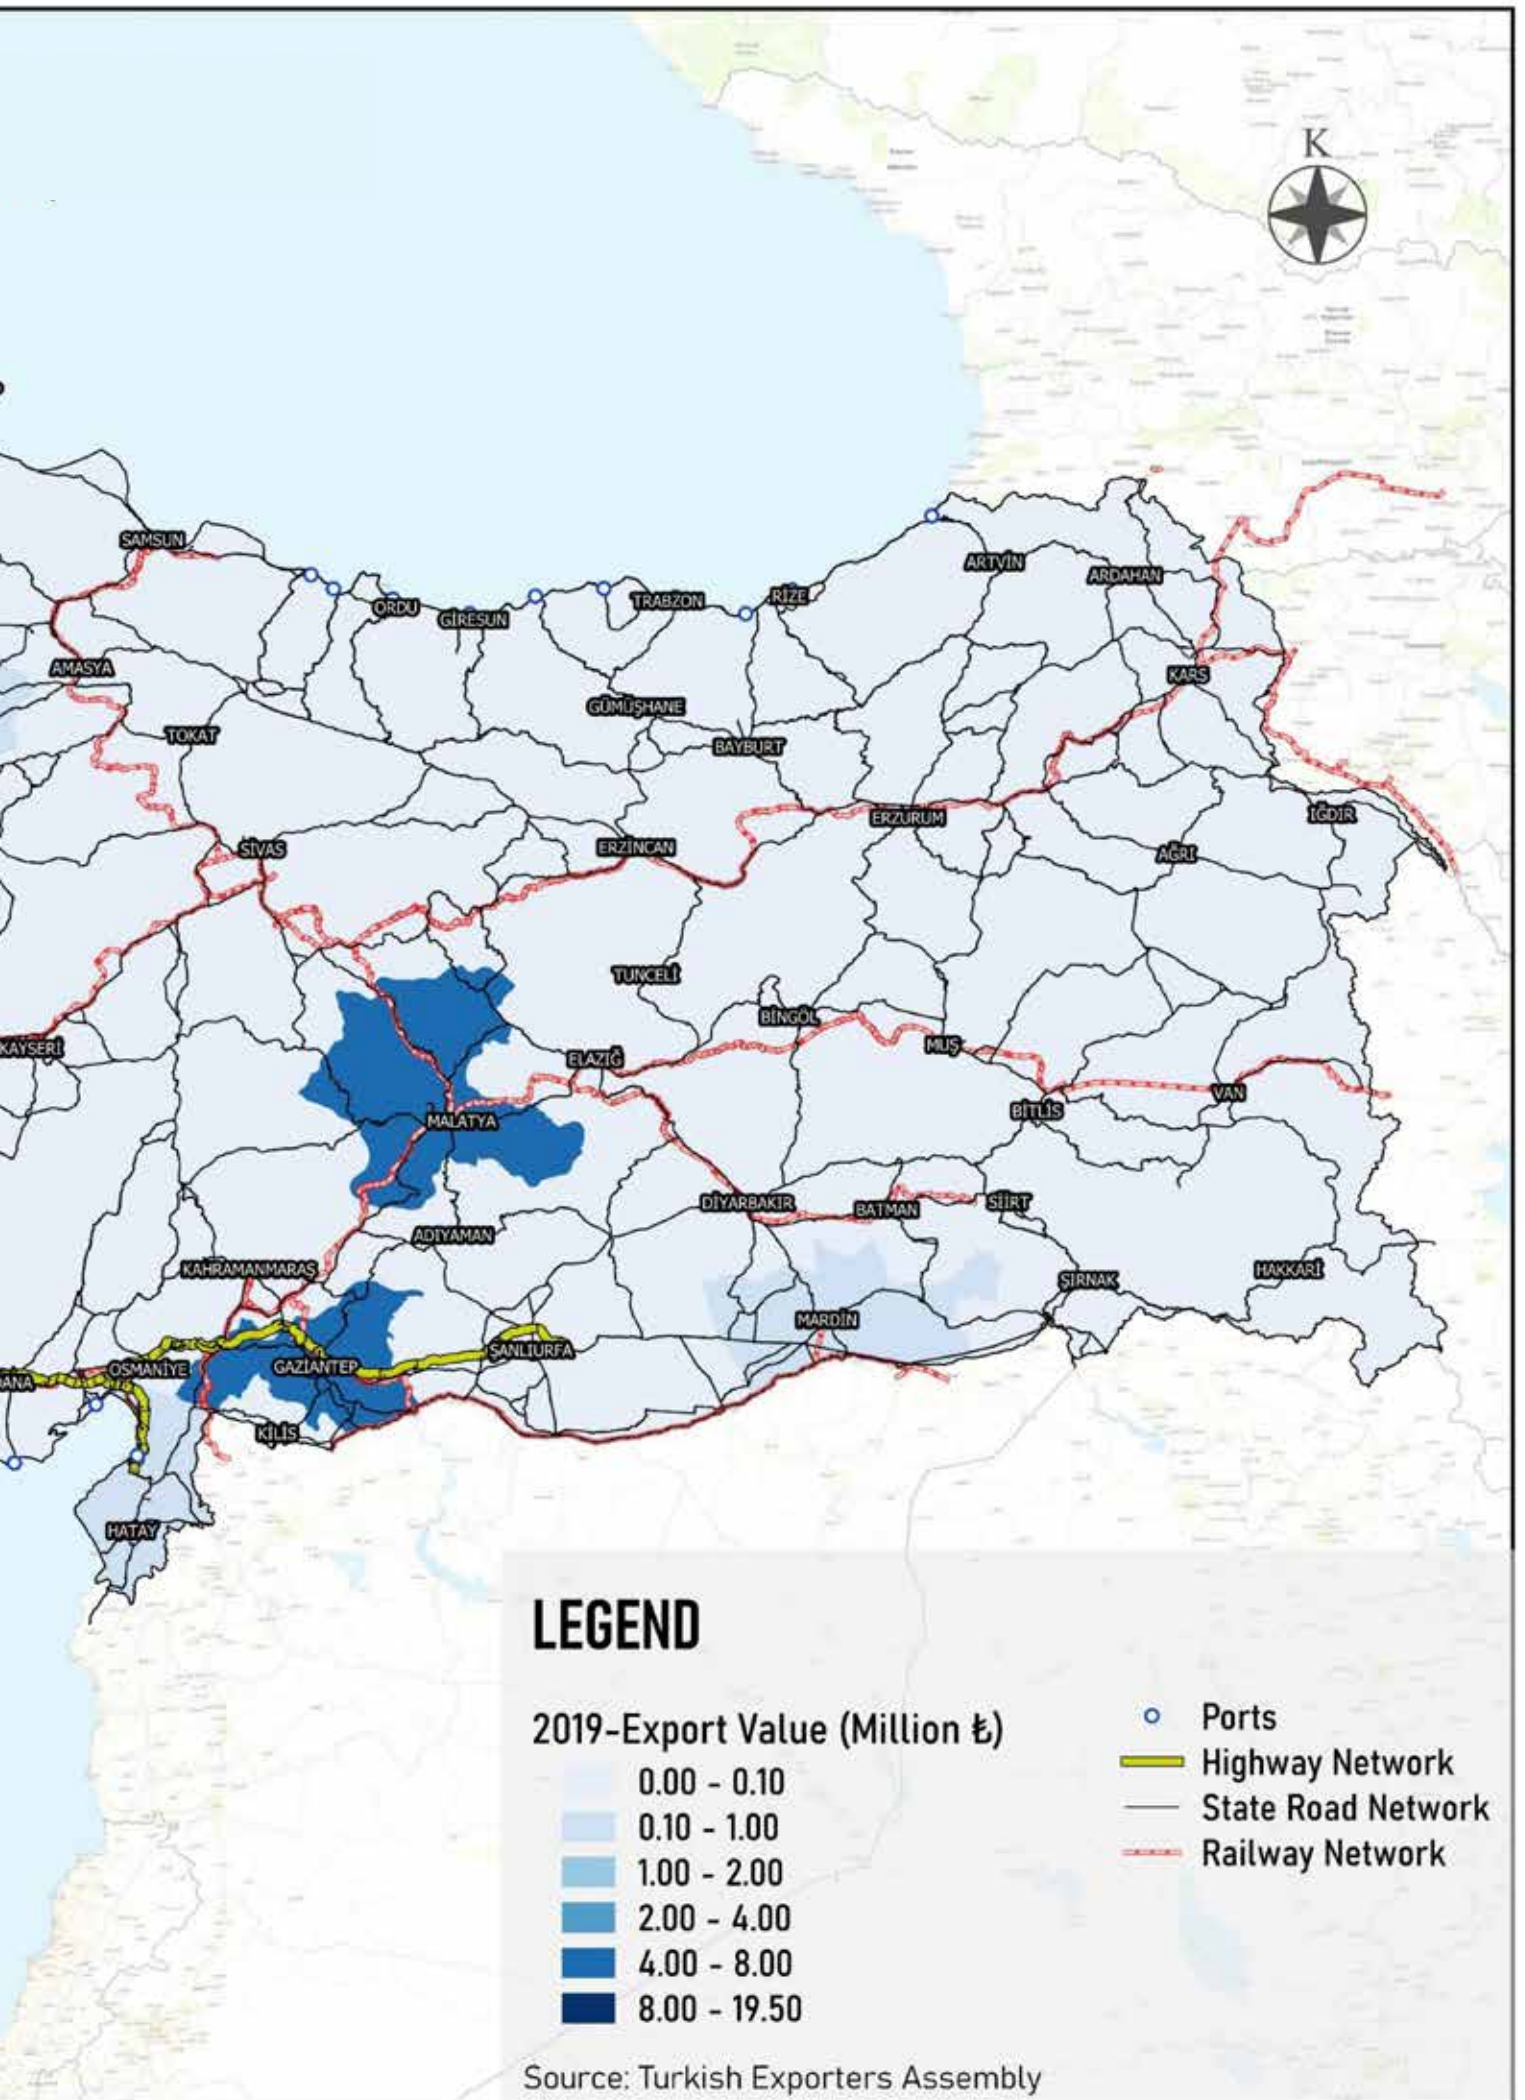 K
SAMSUN
ORDU
GİRESUN
TRABZON
RİZE
ARTVİN
ARDAHAN
AMASYA
KARS
GÜMÜŞHANE
TOKAT
BAYBURT
ERZURUM
IĞDIR
SİVAS
ERZİNCAN
AĞRI
TUNCELİ
BİNGÖL
KAYSERİ
MUŞ
ELAZIĞ
VAN
BİTLİS
MALATYA
DİYARBAKIR
BATMAN
SİİRT
ADIYAMAN
KAHRAMANMARAŞ
HAKKARİ
ŞIRNAK
MARDİN
ŞANLIURFA
OSMANİYE
GAZİANTEP
ANA
KİLİS
HATAY
LEGEND
2019-Export Value (Million ₺)
0.00 - 0.10
0.10 - 1.00
1.00 - 2.00
2.00 - 4.00
4.00 - 8.00
8.00 - 19.50
Ports
Highway Network
State Road Network
Railway Network
Source: Turkish Exporters Assembly